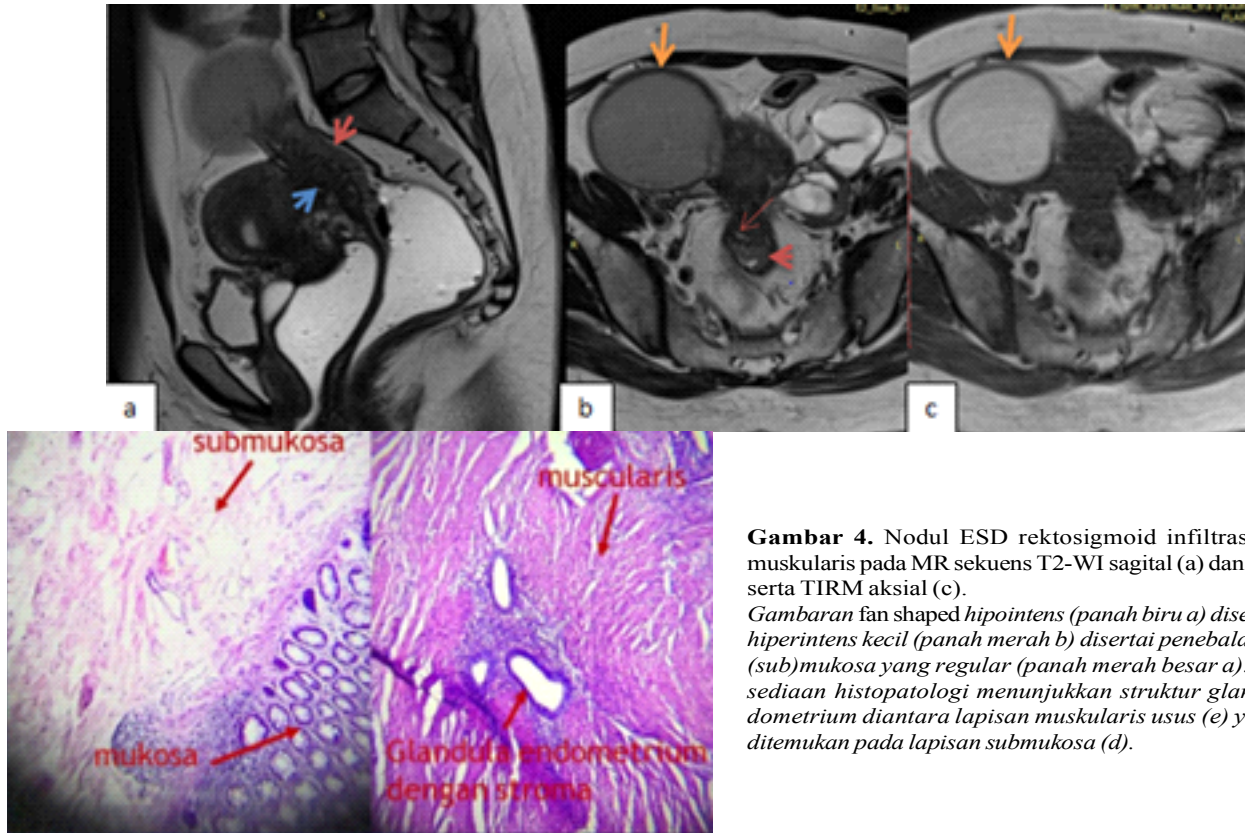 a
b
c
R
L
submukosa
mukosa
muscularis
Glandula endometrium
dengan stroma
Gambar 4. Nodul ESD rektosigmoid infiltras
muskularis pada MR sekuens T2-WI sagital (a) dan
serta TIRM aksial (c).
Gambaran fan shaped hipointens (panah biru a) dise
hiperintens kecil (panah merah b) disertai penebala
(sub)mukosa yang regular (panah merah besar a).
sediaan histopatologi menunjukkan struktur glan
dometrium diantara lapisan muskularis usus (e) y
ditemukan pada lapisan submukosa (d).